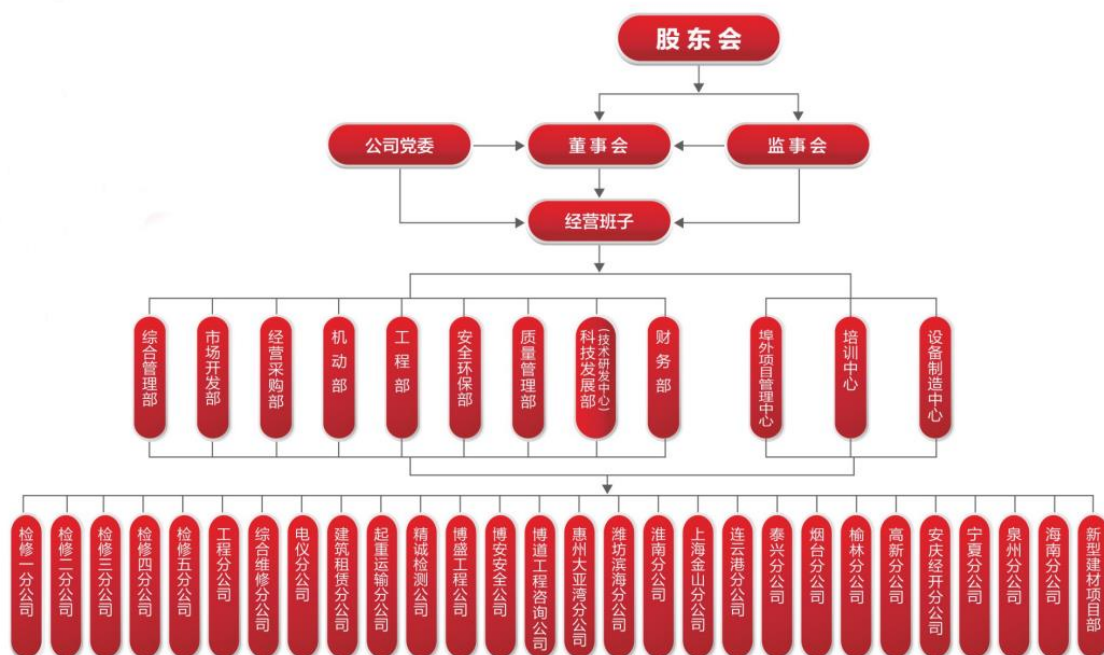 股东会
公司党委
董事会
监事会
经营班子
综合管理部
市场开发部
经营采购部
机动部
工程部
安全环保部
质量管理部
科技发展部
(技术研发中心)
财务部
埠外项目管理中心
培训中心
设备制造中心
检修一分公司
检修二分公司
检修三分公司
检修四分公司
检修五分公司
工程分公司
综合维修分公司
电仪分公司
建筑租赁分公司
起重运输分公司
精诚检测公司
博盛工程公司
博安安全公司
博道工程咨询公司
惠州大亚湾分公司
潍坊滨海分公司
淮南分公司
上海金山分公司
连云港分公司
泰兴分公司
烟台分公司
榆林分公司
高新分公司
安庆经开分公司
宁夏分公司
泉州分公司
海南分公司
新型建材项目部